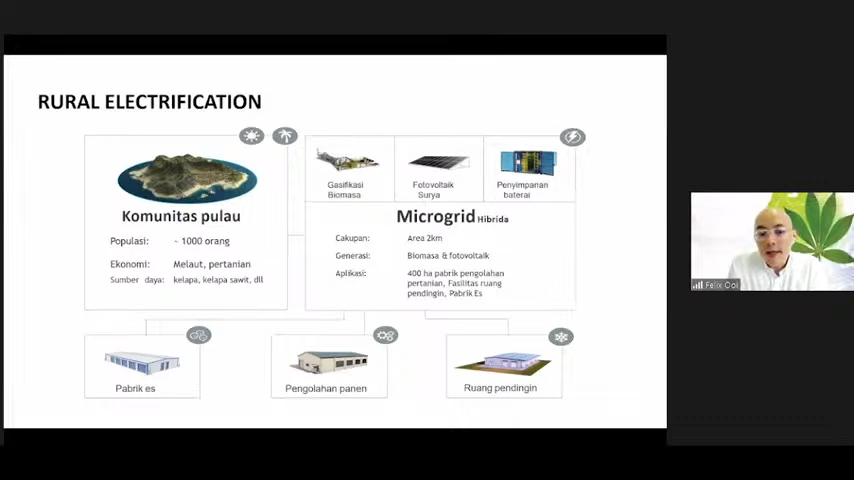 RURAL ELECTRIFICATION
Komunitas pulau
Populasi: ~ 1000 orang
Ekonomi: Melaut, pertanian
Sumber daya: kelapa, kelapa sawit, dll
Gasifikasi
Biomasa
Fotovoltaik
Surya
Penyimpanan
baterai
Microgrid Hibrida
Cakupan: Area 2km
Generasi: Biomasa & fotovoltaik
Aplikasi: 400 ha pabrik pengolahan
pertanian, Fasilitas ruang
pendingin, Pabrik Es
Pabrik es
Pengolahan panen
Ruang pendingin
Felix Ooi